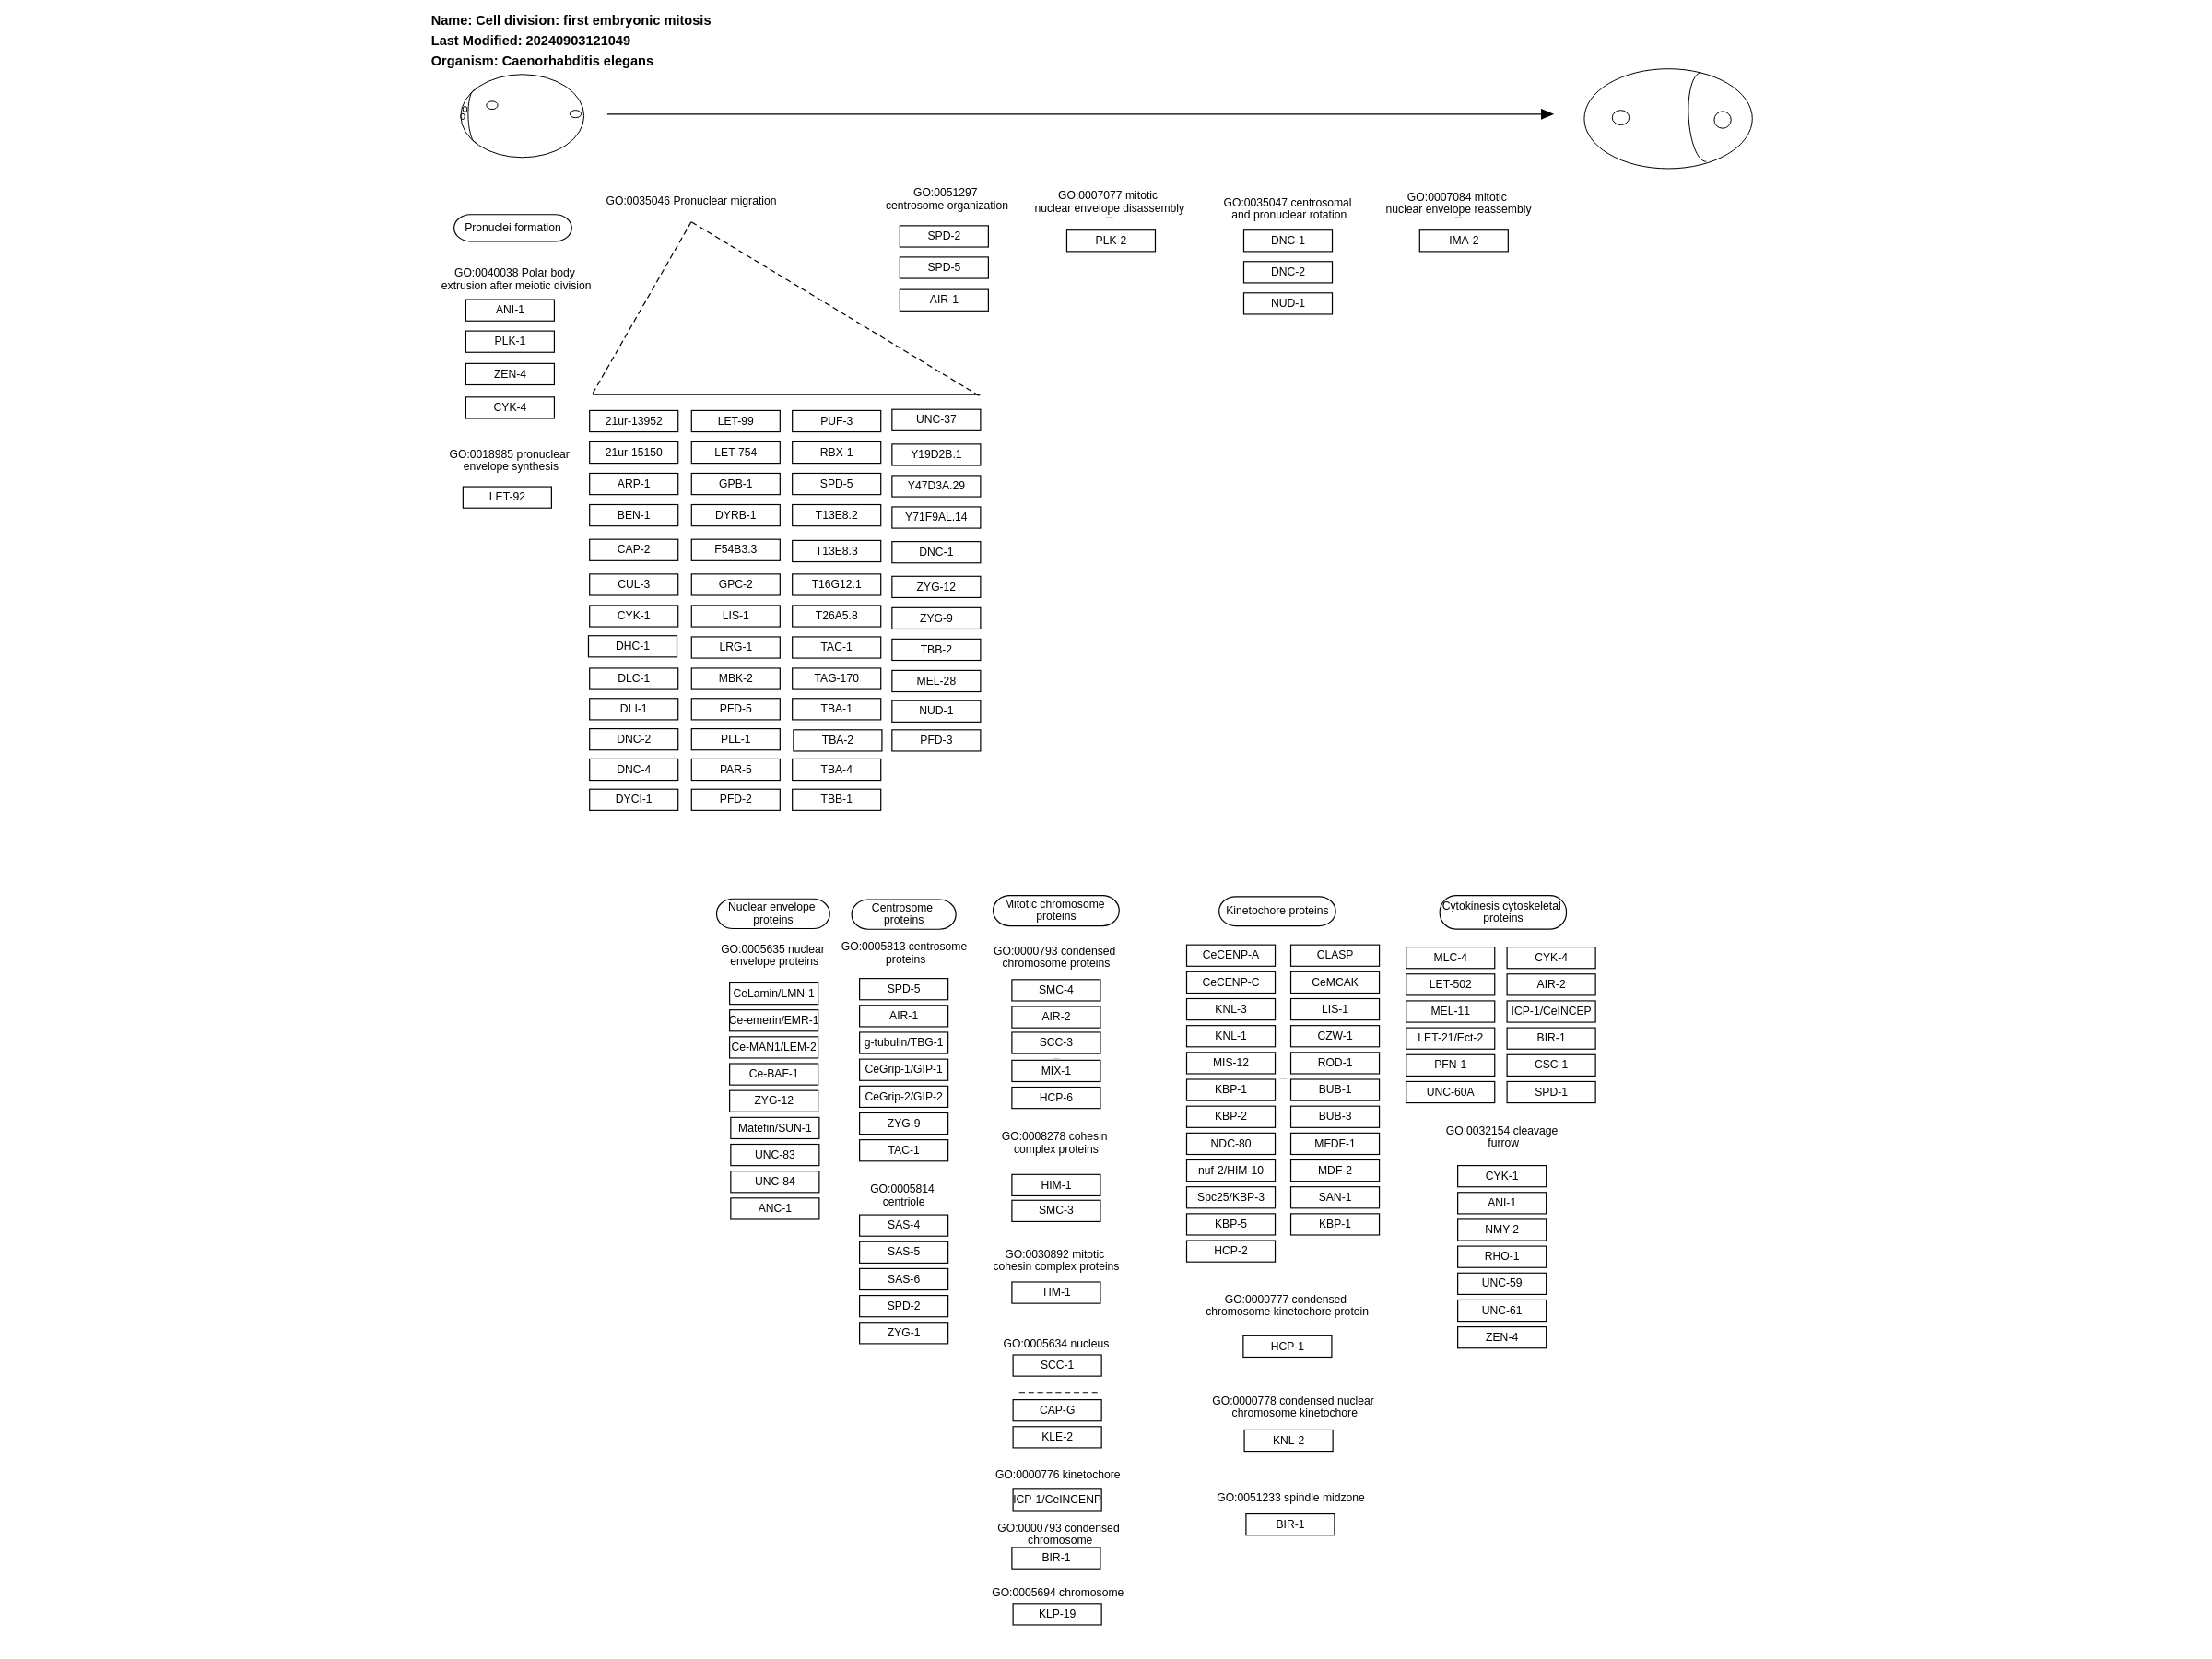 Name: Cell division: first embryonic mitosis
Last Modified: 20240903121049
Organism: Caenorhabditis elegans
Pronuclei formation
GO:0040038 Polar body
extrusion after meiotic division
ANI-1
PLK-1
ZEN-4
CYK-4
GO:0018985 pronuclear
envelope synthesis
LET-92
GO:0035046 Pronuclear migration
21ur-13952
21ur-15150
ARP-1
BEN-1
CAP-2
CUL-3
CYK-1
DHC-1
DLC-1
DLI-1
DNC-2
DNC-4
DYCI-1
LET-99
LET-754
GPB-1
DYRB-1
F54B3.3
GPC-2
LIS-1
LRG-1
MBK-2
PFD-5
PLL-1
PAR-5
PFD-2
PUF-3
RBX-1
SPD-5
T13E8.2
T13E8.3
T16G12.1
T26A5.8
TAC-1
TAG-170
TBA-1
TBA-2
TBA-4
TBB-1
UNC-37
Y19D2B.1
Y47D3A.29
Y71F9AL.14
DNC-1
ZYG-12
ZYG-9
TBB-2
MEL-28
NUD-1
PFD-3
GO:0051297
centrosome organization
SPD-2
SPD-5
AIR-1
GO:0007077 mitotic
nuclear envelope disassembly
PLK-2
GO:0035047 centrosomal
and pronuclear rotation
DNC-1
DNC-2
NUD-1
GO:0007084 mitotic
nuclear envelope reassembly
IMA-2
Nuclear envelope
proteins
GO:0005635 nuclear
envelope proteins
CeLamin/LMN-1
Ce-emerin/EMR-1
Ce-MAN1/LEM-2
Ce-BAF-1
ZYG-12
Matefin/SUN-1
UNC-83
UNC-84
ANC-1
Centrosome
proteins
GO:0005813 centrosome
proteins
SPD-5
AIR-1
g-tubulin/TBG-1
CeGrip-1/GIP-1
CeGrip-2/GIP-2
ZYG-9
TAC-1
GO:0005814
centriole
SAS-4
SAS-5
SAS-6
SPD-2
ZYG-1
Mitotic chromosome
proteins
GO:0000793 condensed
chromosome proteins
SMC-4
AIR-2
SCC-3
MIX-1
HCP-6
GO:0008278 cohesin
complex proteins
HIM-1
SMC-3
GO:0030892 mitotic
cohesin complex proteins
TIM-1
GO:0005634 nucleus
SCC-1
CAP-G
KLE-2
GO:0000776 kinetochore
ICP-1/CeINCENP
GO:0000793 condensed
chromosome
BIR-1
GO:0005694 chromosome
KLP-19
Kinetochore proteins
CeCENP-A
CeCENP-C
KNL-3
KNL-1
MIS-12
KBP-1
KBP-2
NDC-80
nuf-2/HIM-10
Spc25/KBP-3
KBP-5
HCP-2
CLASP
CeMCAK
LIS-1
CZW-1
ROD-1
BUB-1
BUB-3
MFDF-1
MDF-2
SAN-1
KBP-1
GO:0000777 condensed
chromosome kinetochore protein
HCP-1
GO:0000778 condensed nuclear
chromosome kinetochore
KNL-2
GO:0051233 spindle midzone
BIR-1
Cytokinesis cytoskeletal
proteins
MLC-4
LET-502
MEL-11
LET-21/Ect-2
PFN-1
UNC-60A
CYK-4
AIR-2
ICP-1/CeINCEP
BIR-1
CSC-1
SPD-1
GO:0032154 cleavage
furrow
CYK-1
ANI-1
NMY-2
RHO-1
UNC-59
UNC-61
ZEN-4